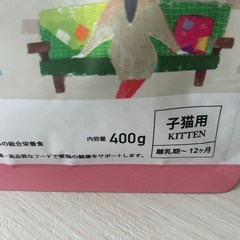 子猫用
KITTEN
離乳期〜12ヶ月
内容量 400g
の総合栄養食
高品質なフードで愛猫の健康をサポートします。